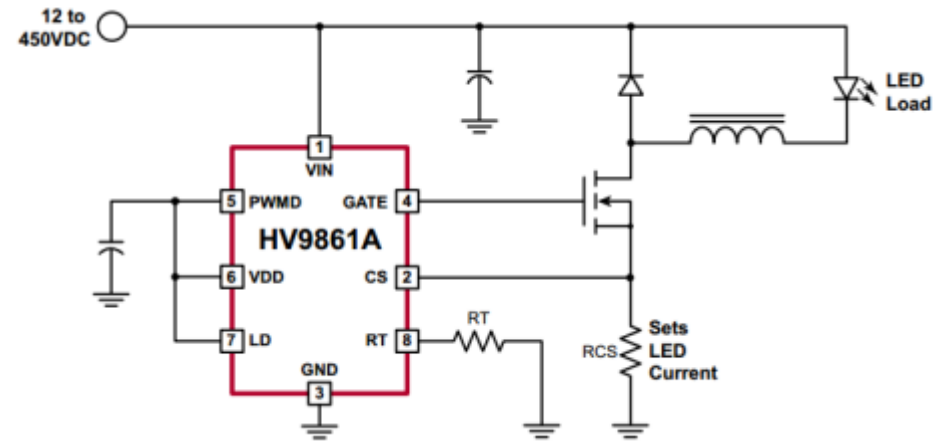 12 to
450VDC
LED
Load
1
VIN
5 PWMD GATE 4
HV9861A
6 VDD CS 2
7 LD RT 8
RT
GND
3
RCS
Sets
LED
Current